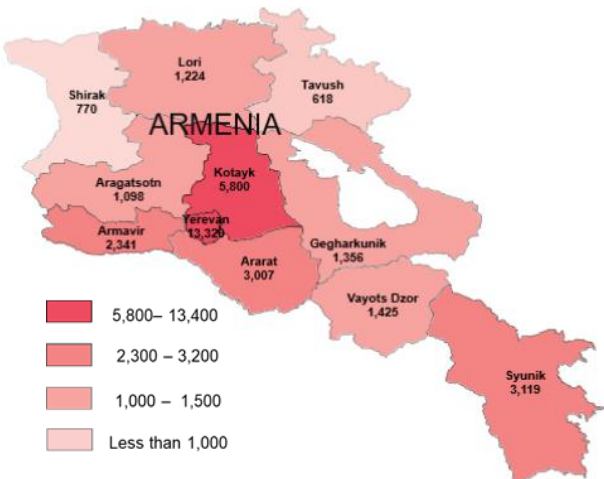 Lori
1,224
Tavush
618
Shirak
770
ARMENIA
Kotayk
5,800
Aragatsotn
1,098
Yerevan
13,320
Armavir
2,341
Gegharkunik
1,356
Ararat
3,007
Vayots Dzor
1,425
Syunik
3,119
5,800– 13,400
2,300 – 3,200
1,000 – 1,500
Less than 1,000